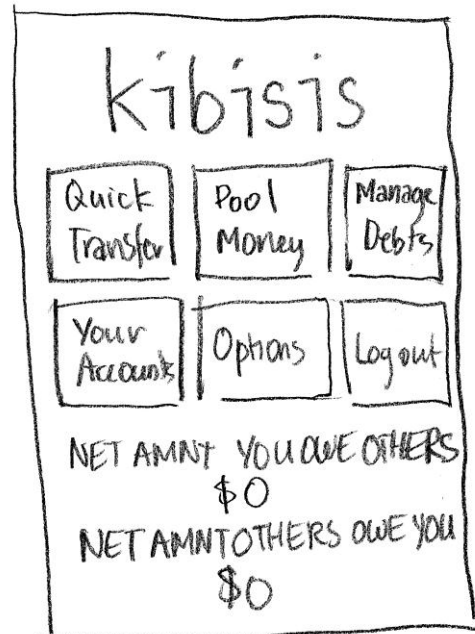 kibisis
Quick Pool Manage
Transfer Money Debts
Your Options Log out
Accounts
NET AMNT YOU OWE OTHERS
$0
NET AMNT OTHERS OWE YOU
$0